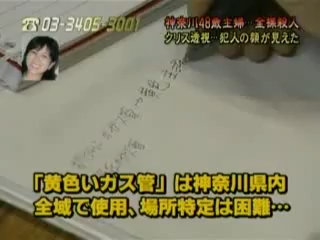 03-3405-3001
神奈川48歳主婦…全裸殺人
クリス透視…犯人の顔が見えた
「黄色いガス管」は神奈川県内
全域で使用、場所特定は困難…